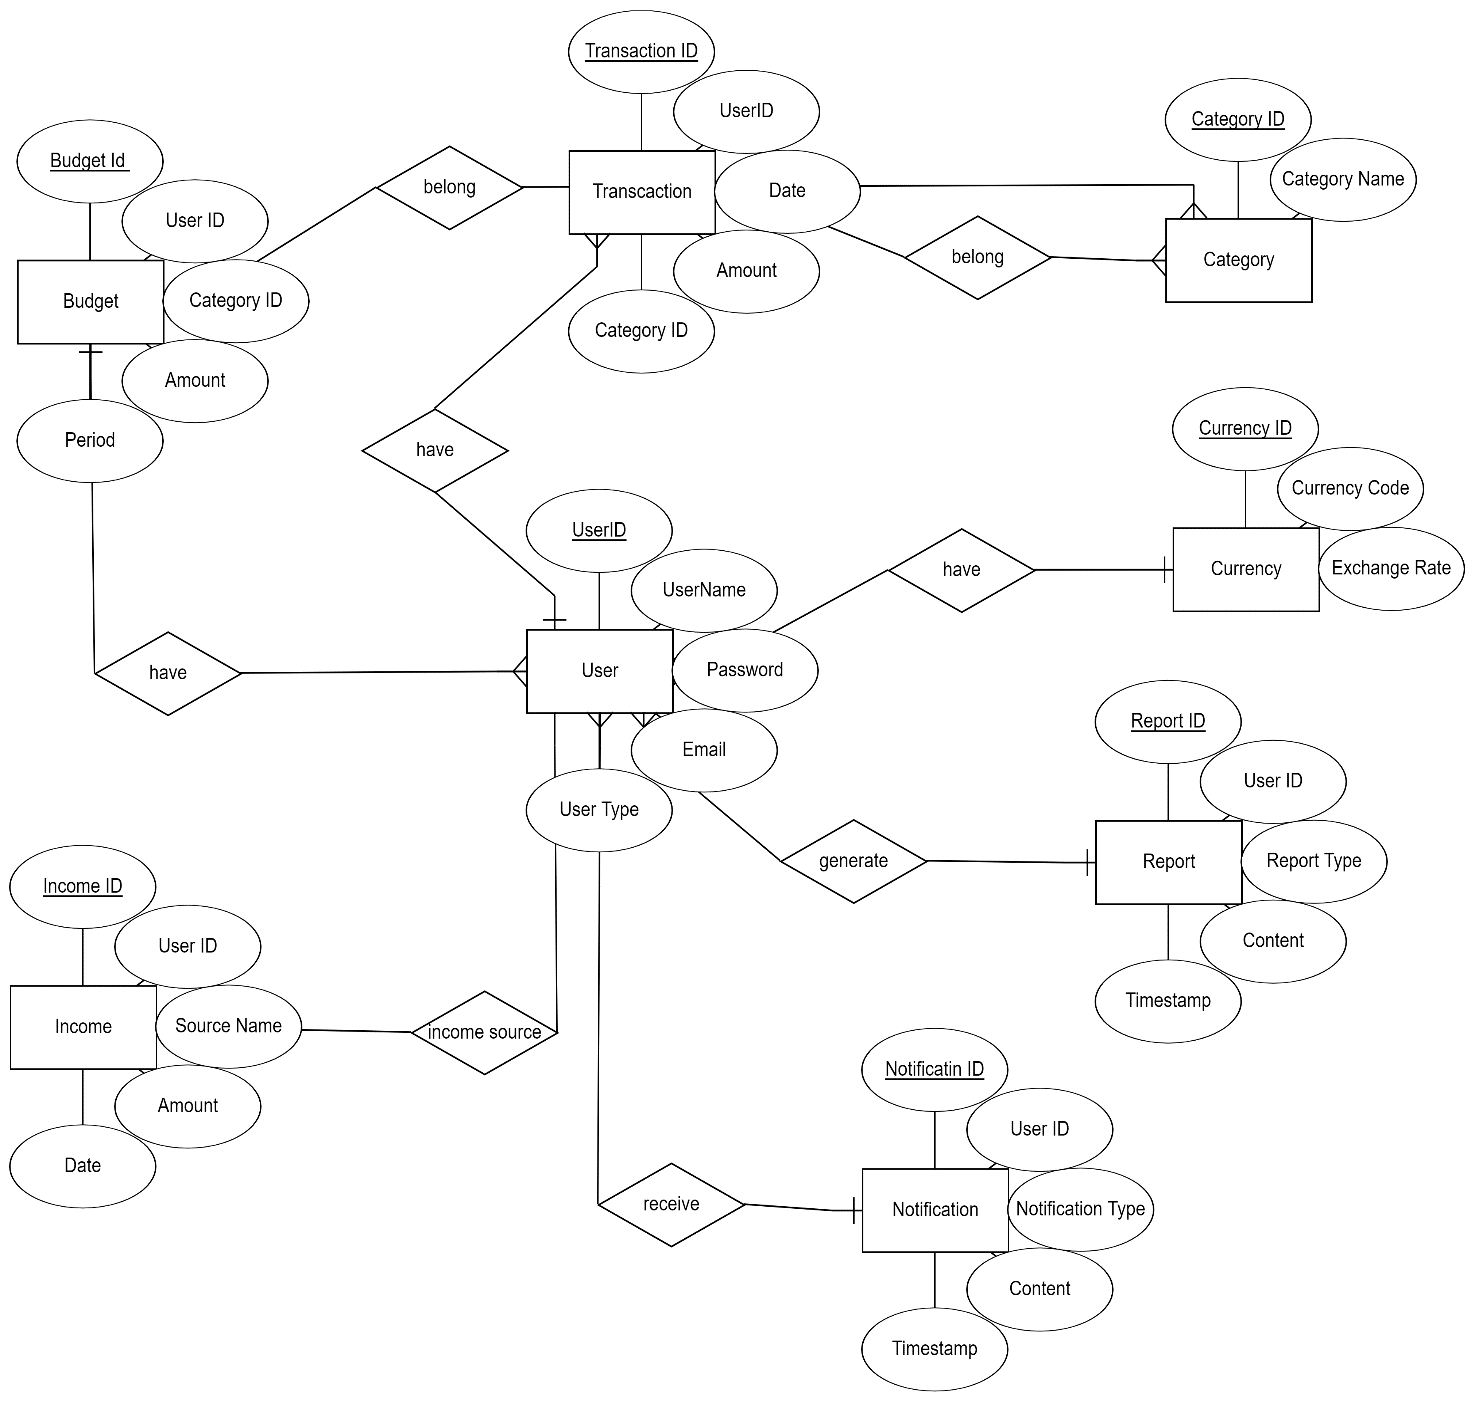 Transaction ID
UserID
Transcaction
Date
Amount
Category ID
belong
Budget Id
User ID
Budget
Category ID
Amount
Period
Category ID
Category Name
Category
belong
have
Currency ID
Currency Code
Currency
Exchange Rate
have
UserID
UserName
User
Password
Email
User Type
have
Report ID
User ID
Report
Report Type
Content
Timestamp
generate
Income ID
User ID
Income
Source Name
Amount
Date
income source
Notificatin ID
User ID
Notification
Notification Type
Content
Timestamp
receive